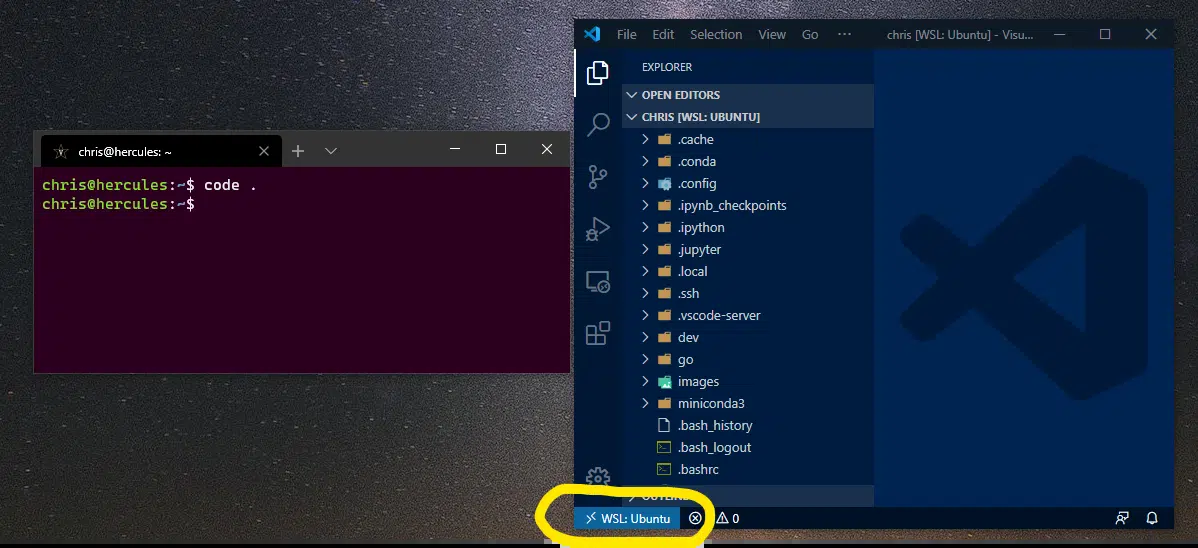 chris@hercules: ~
chris@hercules:~$ code .
chris@hercules:~$
File Edit Selection View Go ··· chris [WSL: Ubuntu] - Visu...
EXPLORER
OPEN EDITORS
CHRIS [WSL: UBUNTU]
.cache
.conda
.config
.ipynb_checkpoints
.ipython
.jupyter
.local
.ssh
.vscode-server
dev
go
images
miniconda3
.bash_history
.bash_logout
.bashrc
OUTLINE
WSL: Ubuntu 0